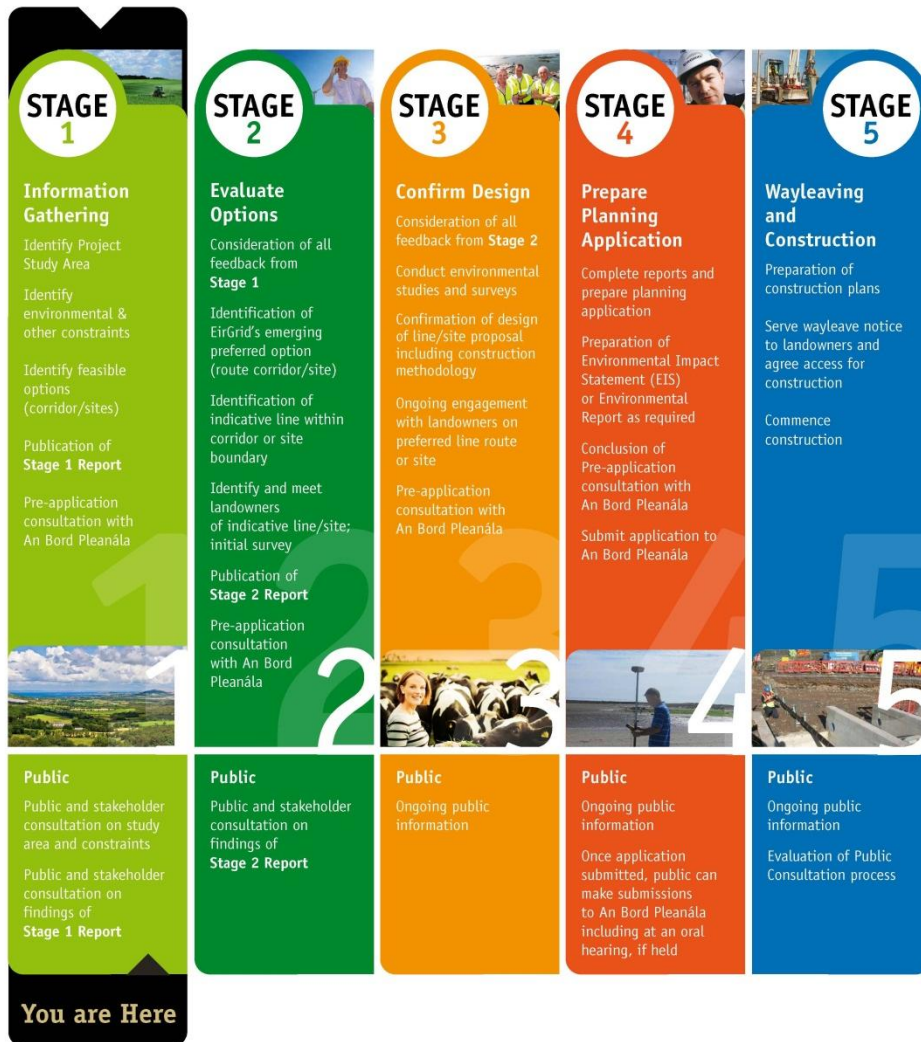 STAGE
1
Information
Gathering
Identify Project
Study Area
Identify
environmental &
other constraints
Identify feasible
options
(corridor/sites)
Publication of
Stage 1 Report
Pre-application
consultation with
An Bord Pleanála
1
Public
Public and stakeholder
consultation on study
area and constraints
Public and stakeholder
consultation on
findings of
Stage 1 Report
You are Here
STAGE
2
Evaluate
Options
Consideration of all
feedback from
Stage 1
Identification of
EirGrid's emerging
preferred option
(route corridor/site)
Identification of
indicative line within
corridor or site
boundary
Identify and meet
landowners
of indicative line/site;
initial survey
Publication of
Stage 2 Report
Pre-application
consultation
with An Bord
Pleanála
2
Public
Public and stakeholder
consultation on
findings of
Stage 2 Report
STAGE
3
Confirm Design
Consideration of all
feedback from Stage 2
Conduct environmental
studies and surveys
Confirmation of design
of line/site proposal
including construction
methodology
Ongoing engagement
with landowners on
preferred line route
or site
Pre-application
consultation with
An Bord Pleanála
3
Public
Ongoing public
information
STAGE
4
Prepare
Planning
Application
Complete reports and
prepare planning
application
Preparation of
Environmental Impact
Statement (EIS)
or Environmental
Report as required
Conclusion of
Pre-application
consultation with
An Bord Pleanála
Submit application to
An Bord Pleanála
4
Public
Ongoing public
information
Once application
submitted, public can
make submissions
to An Bord Pleanála
including at an oral
hearing, if held
STAGE
5
Wayleaving
and
Construction
Preparation of
construction plans
Serve wayleave notice
to landowners and
agree access for
construction
Commence
construction
5
Public
Ongoing public
information
Evaluation of Public
Consultation process